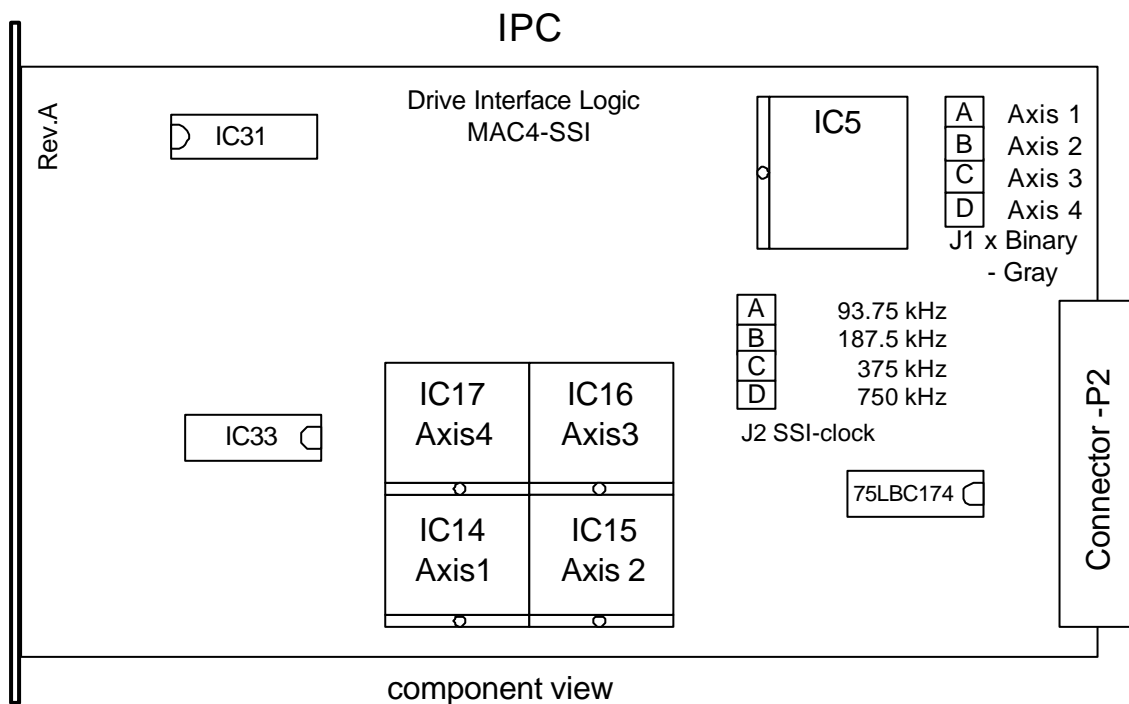 IPC
Rev.A
IC31
Drive Interface Logic
MAC4-SSI
IC5
A Axis 1
B Axis 2
C Axis 3
D Axis 4
J1 x Binary
- Gray
A 93.75 kHz
B 187.5 kHz
C 375 kHz
D 750 kHz
J2 SSI-clock
IC17
Axis4
IC16
Axis3
IC33
IC14
Axis1
IC15
Axis 2
75LBC174
Connector -P2
component view